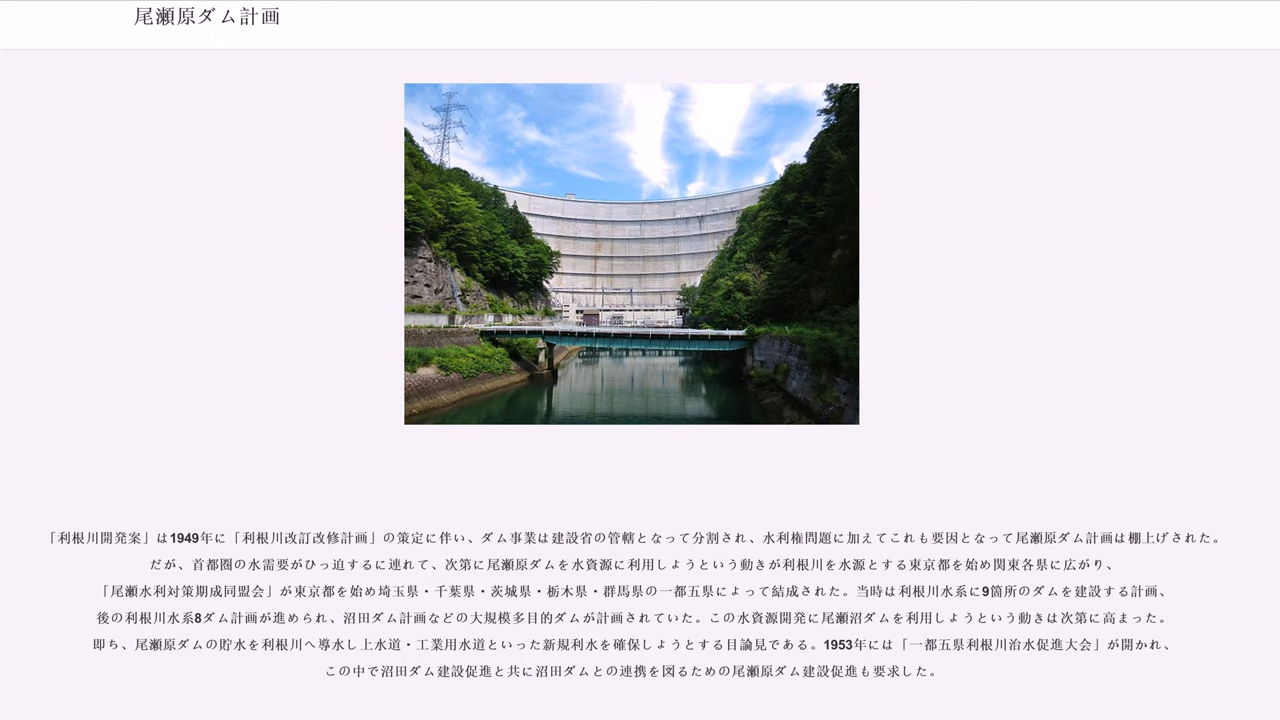 尾瀬原ダム計画
「利根川開発案」は1949年に「利根川改訂改修計画」の策定に伴い、ダム事業は建設省の管轄となって分割され、水利権問題に加えてこれも要因となって尾瀬原ダム計画は棚上げされた。
だが、首都圏の水需要がひっ迫するに連れて、次第に尾瀬原ダムを水資源に利用しようという動きが利根川を水源とする東京都を始め関東各県に広がり、
「尾瀬水利対策期成同盟会」が東京都を始め埼玉県・千葉県・茨城県・栃木県・群馬県の一都五県によって結成された。当時は利根川水系に9箇所のダムを建設する計画、
後の利根川水系8ダム計画が進められ、沼田ダム計画などの大規模多目的ダムが計画されていた。この水資源開発に尾瀬沼ダムを利用しようという動きは次第に高まった。
即ち、尾瀬原ダムの貯水を利根川へ導水し上水道・工業用水道といった新規利水を確保しようとする目論見である。1953年には「一都五県利根川治水促進大会」が開かれ、
この中で沼田ダム建設促進と共に沼田ダムとの連携を図るための尾瀬原ダム建設促進も要求した。